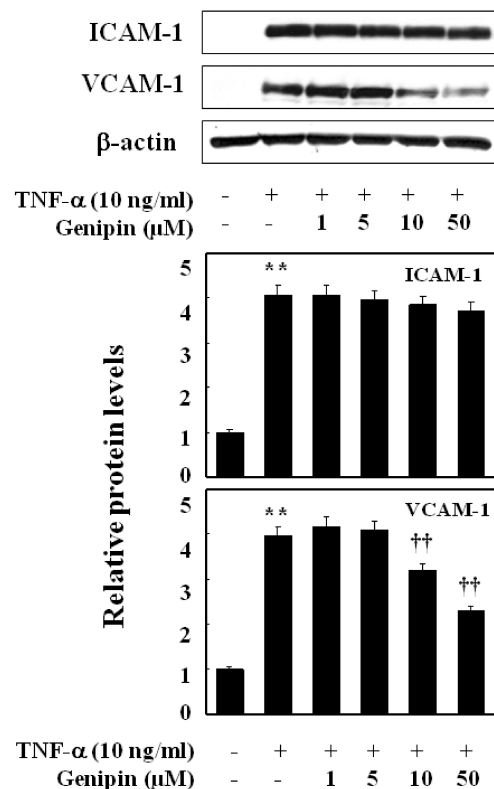 ICAM-1
VCAM-1
β-actin
TNF-α (10 ng/ml) - + + + + +
Genipin (μM) - - 1 5 10 50
Relative protein levels
5
4
3
2
1
0
ICAM-1
**
5
4
3
2
1
0
VCAM-1
**
††
††
TNF-α (10 ng/ml) - + + + + +
Genipin (μM) - - 1 5 10 50